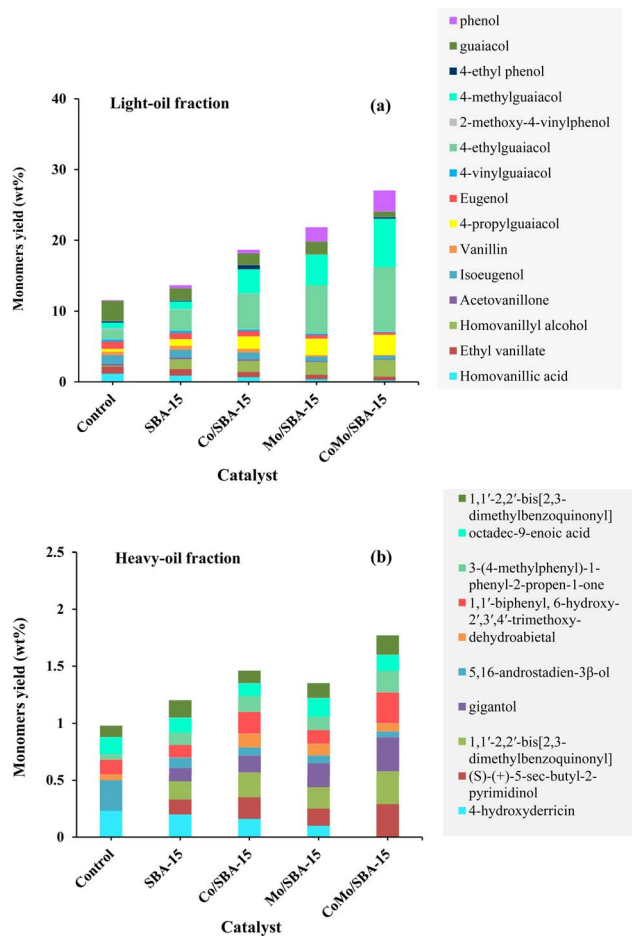 phenol
guaiacol
4-ethyl phenol
4-methylguaiacol
2-methoxy-4-vinylphenol
4-ethylguaiacol
4-vinylguaiacol
Eugenol
4-propylguaiacol
Vanillin
Isoeugenol
Acetovanillone
Homovanillyl alcohol
Ethyl vanillate
Homovanillic acid
Light-oil fraction
(a)
Monomers yield (wt%)
40
30
20
10
0
Control
SBA-15
Co/SBA-15
Mo/SBA-15
CoMo/SBA-15
Catalyst
Heavy-oil fraction
(b)
Monomers yield (wt%)
2.5
2
1.5
1
0.5
0
Control
SBA-15
Co/SBA-15
Mo/SBA-15
CoMo/SBA-15
Catalyst
1,1′-2,2′-bis[2,3-
dimethylbenzoquinonyl]
octadec-9-enoic acid
3-(4-methylphenyl)-1-
phenyl-2-propen-1-one
1,1′-biphenyl, 6-hydroxy-
2′,3′,4′-trimethoxy-
dehydroabietal
5,16-androstadien-3β-ol
gigantol
1,1′-2,2′-bis[2,3-
dimethylbenzoquinonyl]
(S)-(+)-5-sec-butyl-2-
pyrimidinol
4-hydroxyderricin